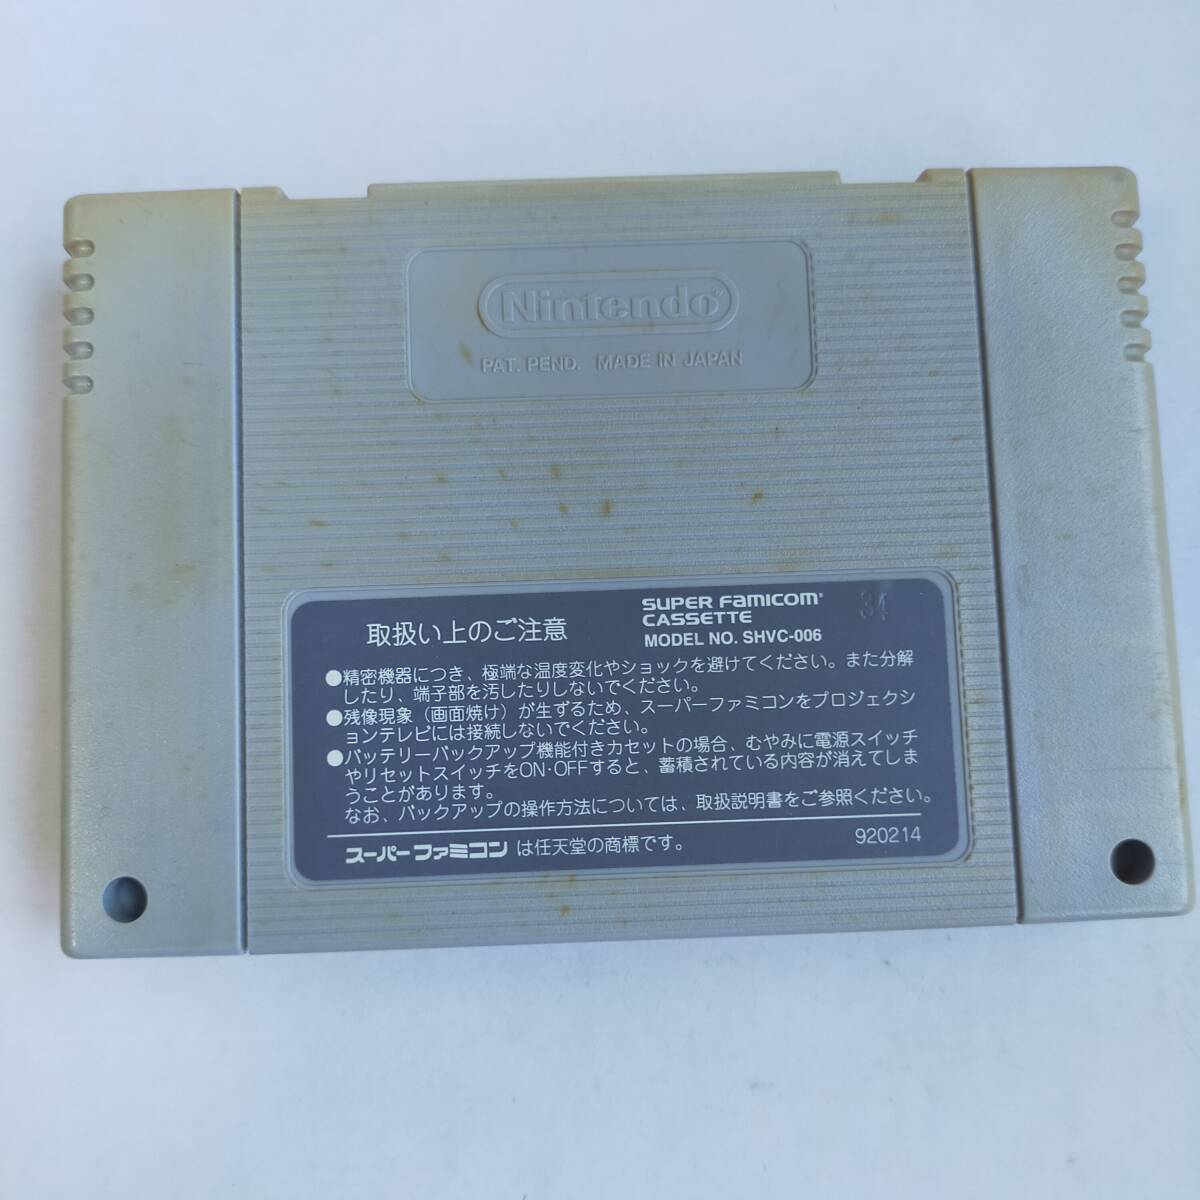 Nintendo®
PAT. PEND. MADE IN JAPAN
取扱い上のご注意
SUPER FAMICOM®
CASSETTE
MODEL NO. SHVC-006
34
●精密機器につき、極端な温度変化やショックを避けてください。また分解
したり、端子部を汚したりしないでください。
●残像現象（画面焼け）が生ずるため、スーパーファミコンをプロジェクシ
ョンテレビには接続しないでください。
●バッテリーバックアップ機能付きカセットの場合、むやみに電源スイッチ
やリセットスイッチをON・OFFすると、蓄積されている内容が消えてしま
うことがあります。
なお、バックアップの操作方法については、取扱説明書をご参照ください。
スーパーファミコンは任天堂の商標です。
920214